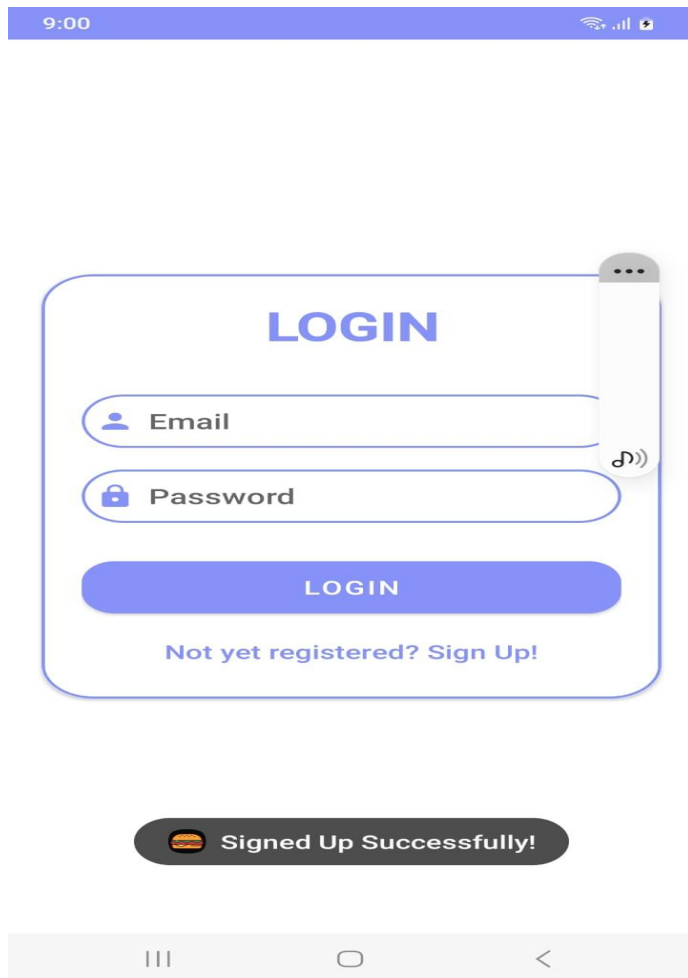 9:00
LOGIN
Email
Password
LOGIN
Not yet registered? Sign Up!
Signed Up Successfully!